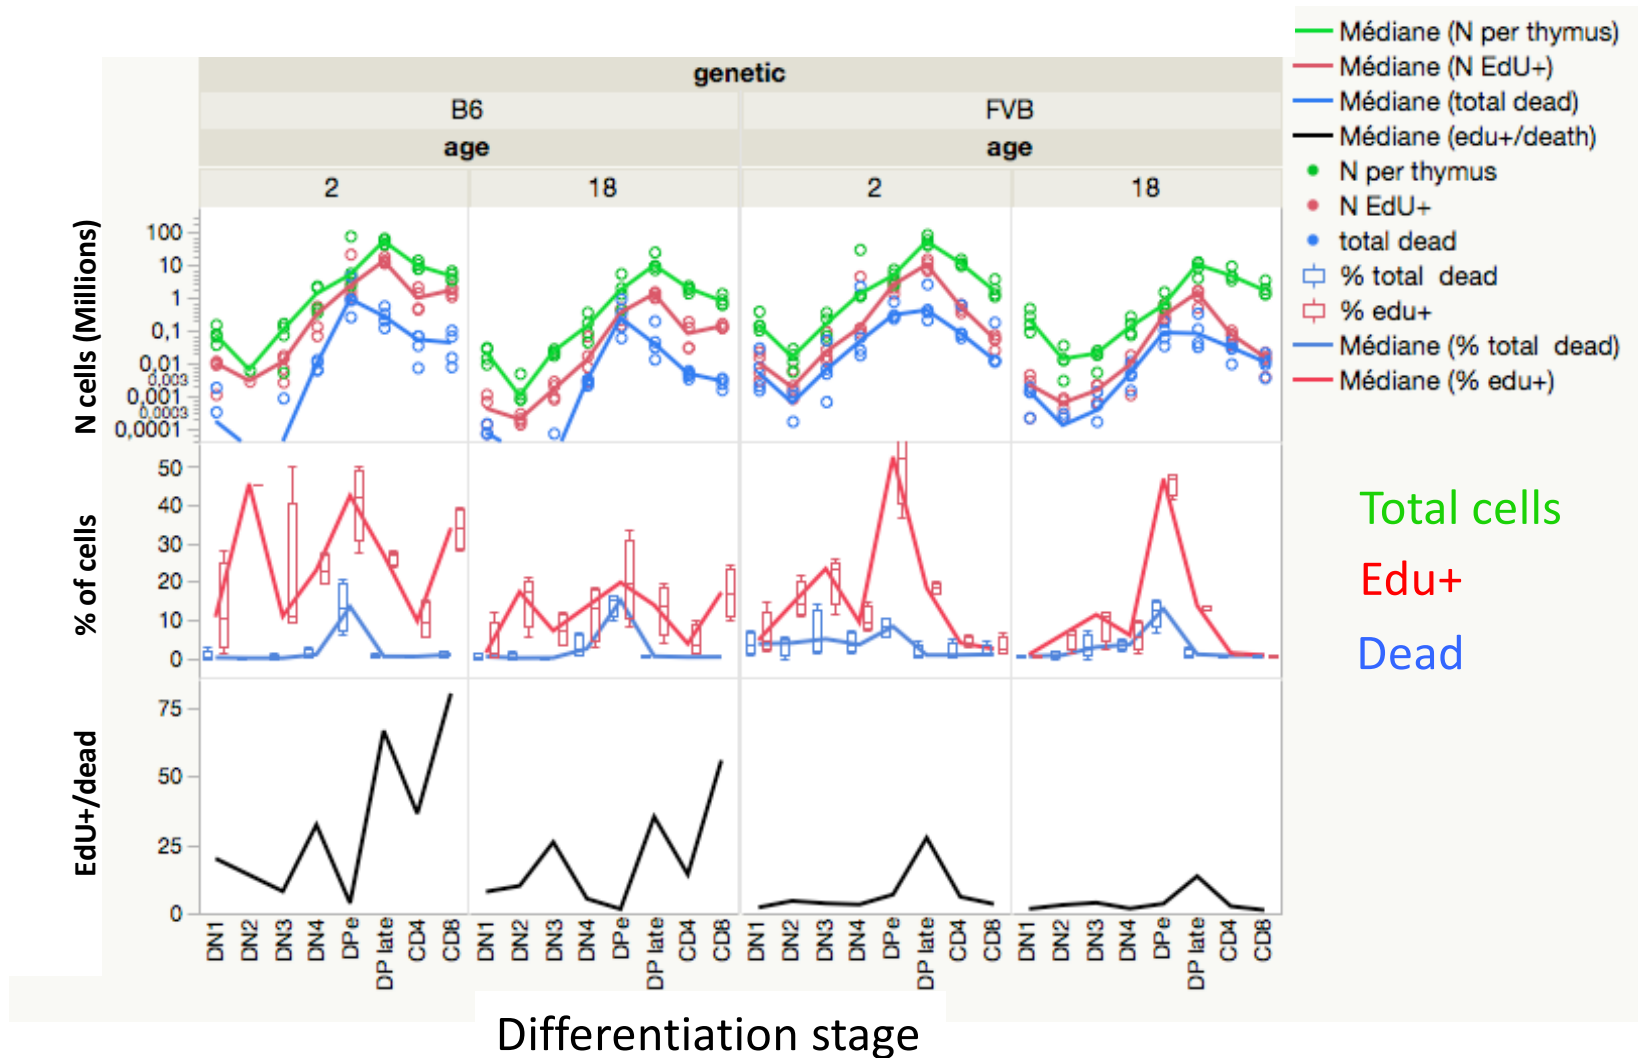 genetic
B6
FVB
age
age
2
18
2
18
N cells (Millions)
100
10
1
0,1
0,01
0,003
0,001
0,0003
0,0001
% of cells
50
40
30
20
10
0
EdU+/dead
75
50
25
0
DN1
DN2
DN3
DN4
DPe
DP late
CD4
CD8
DN1
DN2
DN3
DN4
DPe
DP late
CD4
CD8
DN1
DN2
DN3
DN4
DPe
DP late
CD4
CD8
DN1
DN2
DN3
DN4
DPe
DP late
CD4
CD8
Differentiation stage
Médiane (N per thymus)
Médiane (N EdU+)
Médiane (total dead)
Médiane (edu+/death)
N per thymus
N EdU+
total dead
% total dead
% edu+
Médiane (% total dead)
Médiane (% edu+)
Total cells
Edu+
Dead